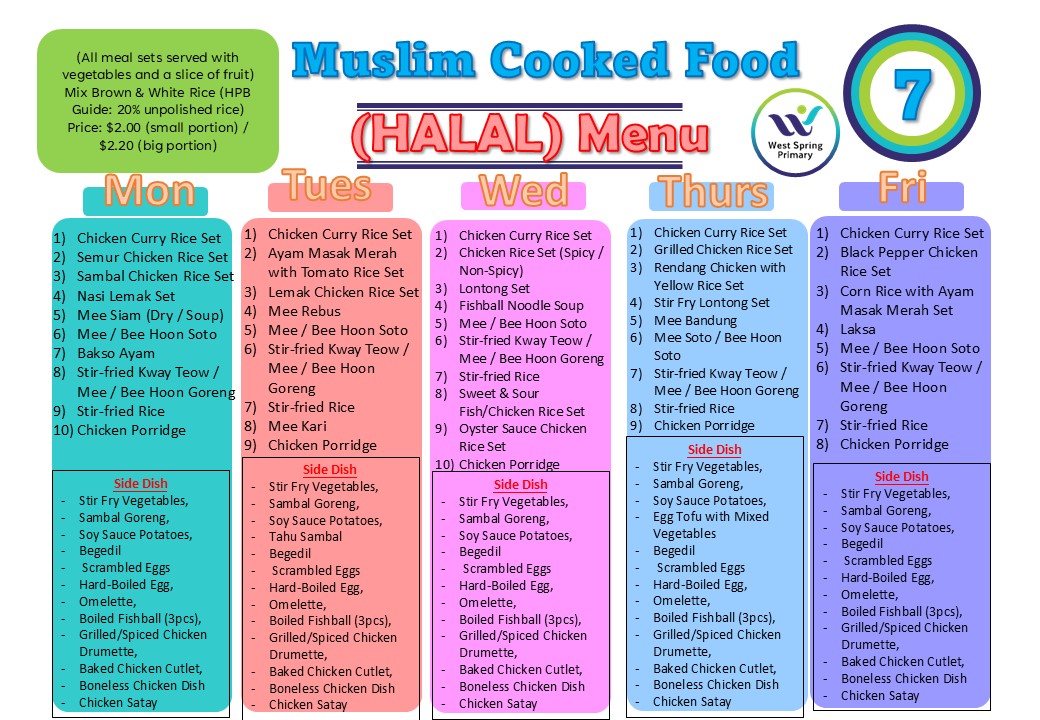 (All meal sets served with
vegetables and a slice of fruit)
Mix Brown & White Rice (HPB
Guide: 20% unpolished rice)
Price: $2.00 (small portion) /
$2.20 (big portion)
Muslim Cooked Food
(HALAL) Menu
West Spring
Primary
7
Mon
1) Chicken Curry Rice Set
2) Semur Chicken Rice Set
3) Sambal Chicken Rice Set
4) Nasi Lemak Set
5) Mee Siam (Dry / Soup)
6) Mee / Bee Hoon Soto
7) Bakso Ayam
8) Stir-fried Kway Teow /
Mee / Bee Hoon Goreng
9) Stir-fried Rice
10) Chicken Porridge
Side Dish
- Stir Fry Vegetables,
- Sambal Goreng,
- Soy Sauce Potatoes,
- Begedil
- Scrambled Eggs
- Hard-Boiled Egg,
- Omelette,
- Boiled Fishball (3pcs),
- Grilled/Spiced Chicken
Drumette,
- Baked Chicken Cutlet,
- Boneless Chicken Dish
- Chicken Satay
Tues
1) Chicken Curry Rice Set
2) Ayam Masak Merah
with Tomato Rice Set
3) Lemak Chicken Rice Set
4) Mee Rebus
5) Mee / Bee Hoon Soto
6) Stir-fried Kway Teow /
Mee / Bee Hoon
Goreng
7) Stir-fried Rice
8) Mee Kari
9) Chicken Porridge
Side Dish
- Stir Fry Vegetables,
- Sambal Goreng,
- Soy Sauce Potatoes,
- Tahu Sambal
- Begedil
- Scrambled Eggs
- Hard-Boiled Egg,
- Omelette,
- Boiled Fishball (3pcs),
- Grilled/Spiced Chicken
Drumette,
- Baked Chicken Cutlet,
- Boneless Chicken Dish
- Chicken Satay
Wed
1) Chicken Curry Rice Set
2) Chicken Rice Set (Spicy /
Non-Spicy)
3) Lontong Set
4) Fishball Noodle Soup
5) Mee / Bee Hoon Soto
6) Stir-fried Kway Teow /
Mee / Bee Hoon Goreng
7) Stir-fried Rice
8) Sweet & Sour
Fish/Chicken Rice Set
9) Oyster Sauce Chicken
Rice Set
10) Chicken Porridge
Side Dish
- Stir Fry Vegetables,
- Sambal Goreng,
- Soy Sauce Potatoes,
- Begedil
- Scrambled Eggs
- Hard-Boiled Egg,
- Omelette,
- Boiled Fishball (3pcs),
- Grilled/Spiced Chicken
Drumette,
- Baked Chicken Cutlet,
- Boneless Chicken Dish
- Chicken Satay
Thurs
1) Chicken Curry Rice Set
2) Grilled Chicken Rice Set
3) Rendang Chicken with
Yellow Rice Set
4) Stir Fry Lontong Set
5) Mee Bandung
6) Mee Soto / Bee Hoon
Soto
7) Stir-fried Kway Teow /
Mee / Bee Hoon Goreng
8) Stir-fried Rice
9) Chicken Porridge
Side Dish
- Stir Fry Vegetables,
- Sambal Goreng,
- Soy Sauce Potatoes,
- Egg Tofu with Mixed
Vegetables
- Begedil
- Scrambled Eggs
- Hard-Boiled Egg,
- Omelette,
- Boiled Fishball (3pcs),
- Grilled/Spiced Chicken
Drumette,
- Baked Chicken Cutlet,
- Boneless Chicken Dish
- Chicken Satay
Fri
1) Chicken Curry Rice Set
2) Black Pepper Chicken
Rice Set
3) Corn Rice with Ayam
Masak Merah Set
4) Laksa
5) Mee / Bee Hoon Soto
6) Stir-fried Kway Teow /
Mee / Bee Hoon
Goreng
7) Stir-fried Rice
8) Chicken Porridge
Side Dish
- Stir Fry Vegetables,
- Sambal Goreng,
- Soy Sauce Potatoes,
- Begedil
- Scrambled Eggs
- Hard-Boiled Egg,
- Omelette,
- Boiled Fishball (3pcs),
- Grilled/Spiced Chicken
Drumette,
- Baked Chicken Cutlet,
- Boneless Chicken Dish
- Chicken Satay